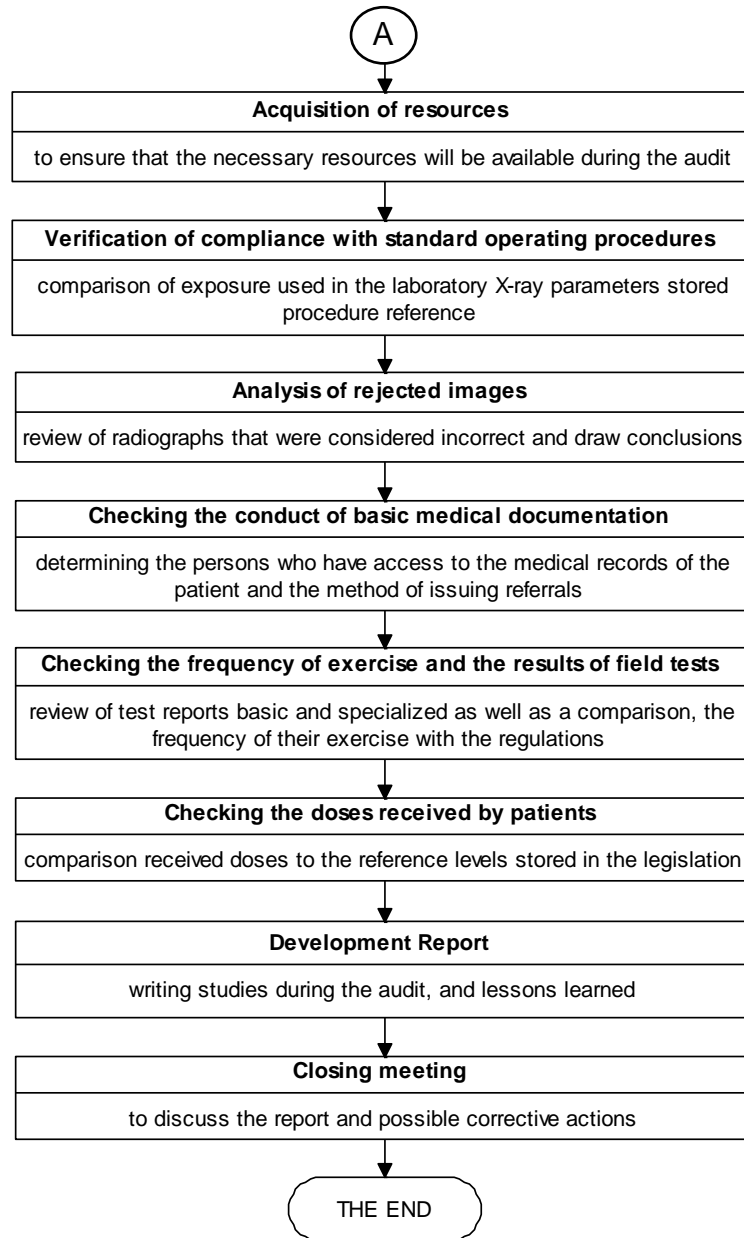 A
Acquisition of resources
to ensure that the necessary resources will be available during the audit
Verification of compliance with standard operating procedures
comparison of exposure used in the laboratory X-ray parameters stored
procedure reference
Analysis of rejected images
review of radiographs that were considered incorrect and draw conclusions
Checking the conduct of basic medical documentation
determining the persons who have access to the medical records of the
patient and the method of issuing referrals
Checking the frequency of exercise and the results of field tests
review of test reports basic and specialized as well as a comparison, the
frequency of their exercise with the regulations
Checking the doses received by patients
comparison received doses to the reference levels stored in the legislation
Development Report
writing studies during the audit, and lessons learned
Closing meeting
to discuss the report and possible corrective actions
THE END